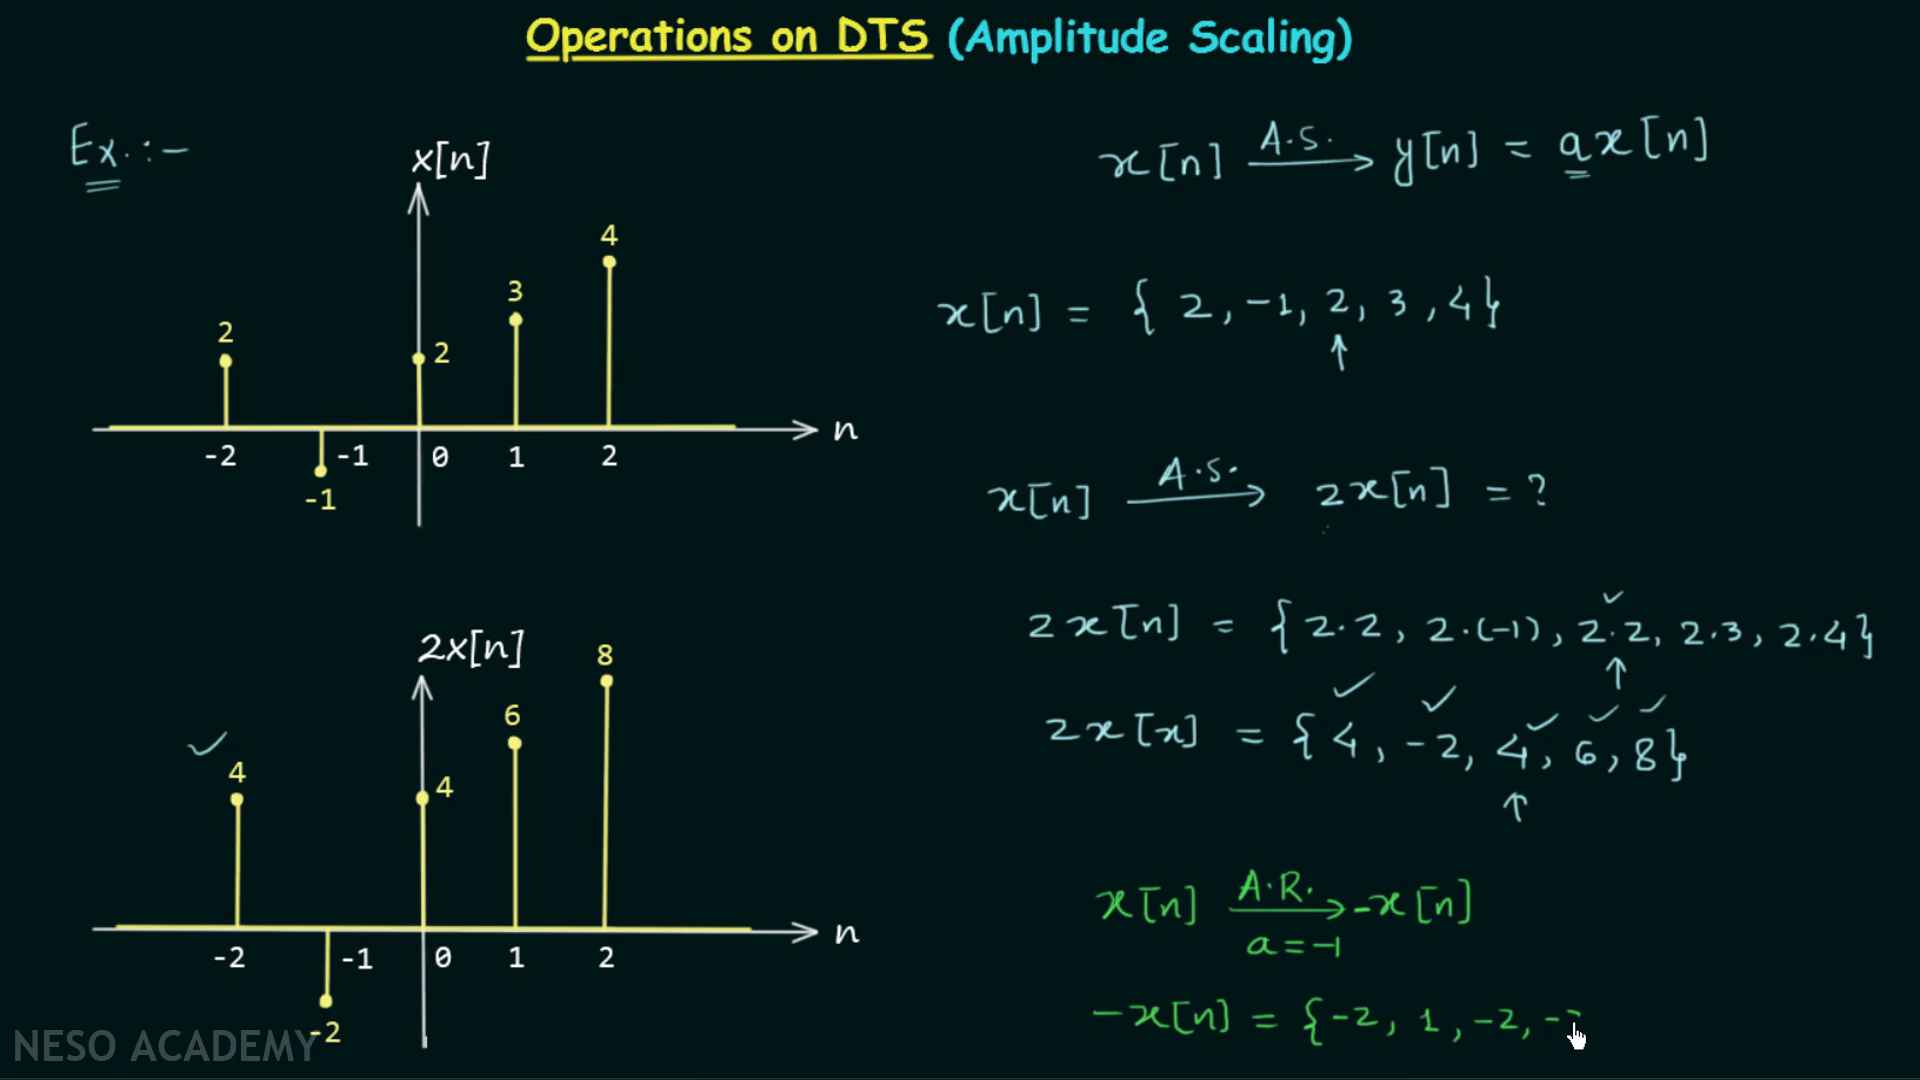 Operations on DTS (Amplitude Scaling)
Ex. :-
x[n]
4
3
2
2
n
-2
-1
0
1
2
-1
2x[n]
8
6
4
4
n
-2
-1
0
1
2
-2
NESO ACADEMY
x[n] A.S. → y[n] = ax[n]
x[n] = { 2, -1, 2, 3, 4}
↑
x[n] A.S. → 2x[n] = ?
2x[n] = { 2.2, 2.(-1), 2.2, 2.3, 2.4}
↑
2x[x] = { 4, -2, 4, 6, 8}
↑
x[n] A.R. → -x[n]
a = -1
-x[n] = {-2, 1, -2, -